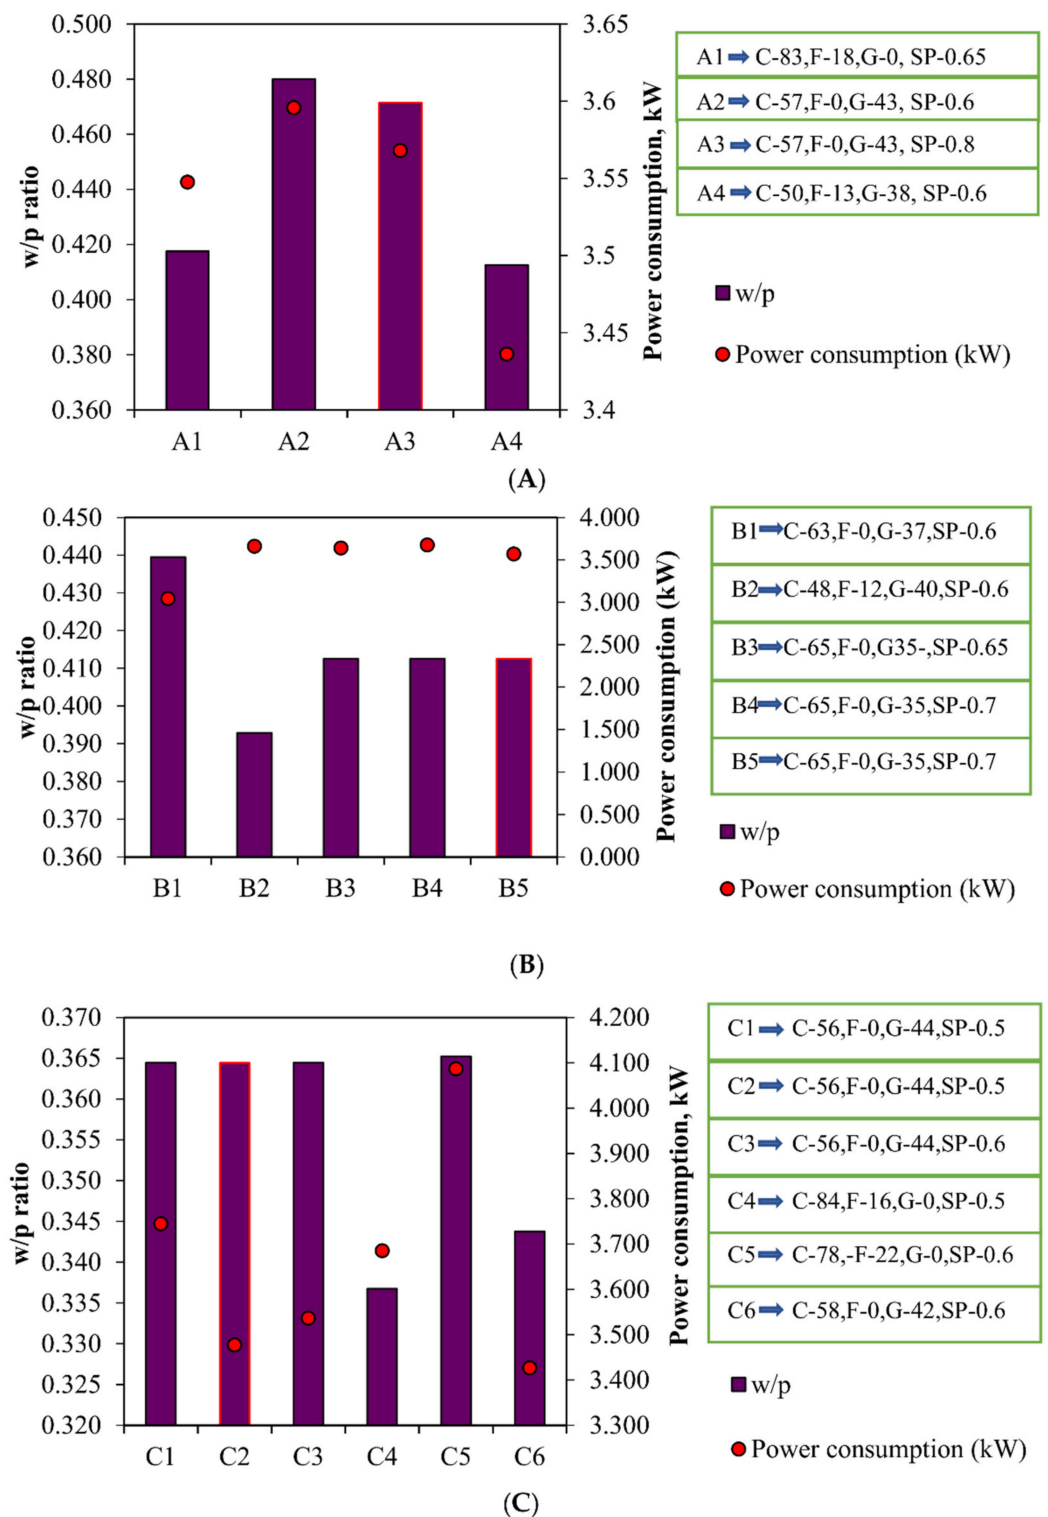 0.500
0.480
0.460
0.440
0.420
0.400
0.380
0.360
w/p ratio
A1
A2
A3
A4
3.65
3.6
3.55
3.5
3.45
3.4
Power consumption, kW
A1 C-83,F-18,G-0, SP-0.65
A2 C-57,F-0,G-43, SP-0.6
A3 C-57,F-0,G-43, SP-0.8
A4 C-50,F-13,G-38, SP-0.6
w/p
Power consumption (kW)
(A)
0.450
0.440
0.430
0.420
0.410
0.400
0.390
0.380
0.370
0.360
w/p ratio
B1
B2
B3
B4
B5
4.000
3.500
3.000
2.500
2.000
1.500
1.000
0.500
0.000
Power consumption (kW)
B1 C-63,F-0,G-37,SP-0.6
B2 C-48,F-12,G-40,SP-0.6
B3 C-65,F-0,G35-,SP-0.65
B4 C-65,F-0,G-35,SP-0.7
B5 C-65,F-0,G-35,SP-0.7
w/p
Power consumption (kW)
(B)
0.370
0.365
0.360
0.355
0.350
0.345
0.340
0.335
0.330
0.325
0.320
w/p ratio
C1
C2
C3
C4
C5
C6
4.200
4.100
4.000
3.900
3.800
3.700
3.600
3.500
3.400
3.300
Power consumption, kW
C1 C-56,F-0,G-44,SP-0.5
C2 C-56,F-0,G-44,SP-0.5
C3 C-56,F-0,G-44,SP-0.6
C4 C-84,F-16,G-0,SP-0.5
C5 C-78,-F-22,G-0,SP-0.6
C6 C-58,F-0,G-42,SP-0.6
w/p
Power consumption (kW)
(C)